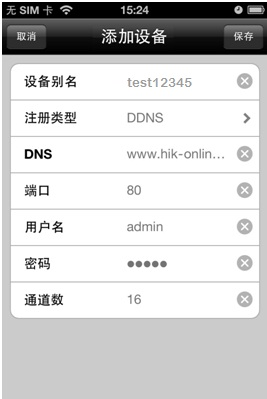 无 SIM 卡 15:24
取消 添加设备 保存
设备别名 test12345
注册类型 DDNS
DNS www.hik-onlin...
端口 80
用户名 admin
密码 ●●●●●
通道数 16